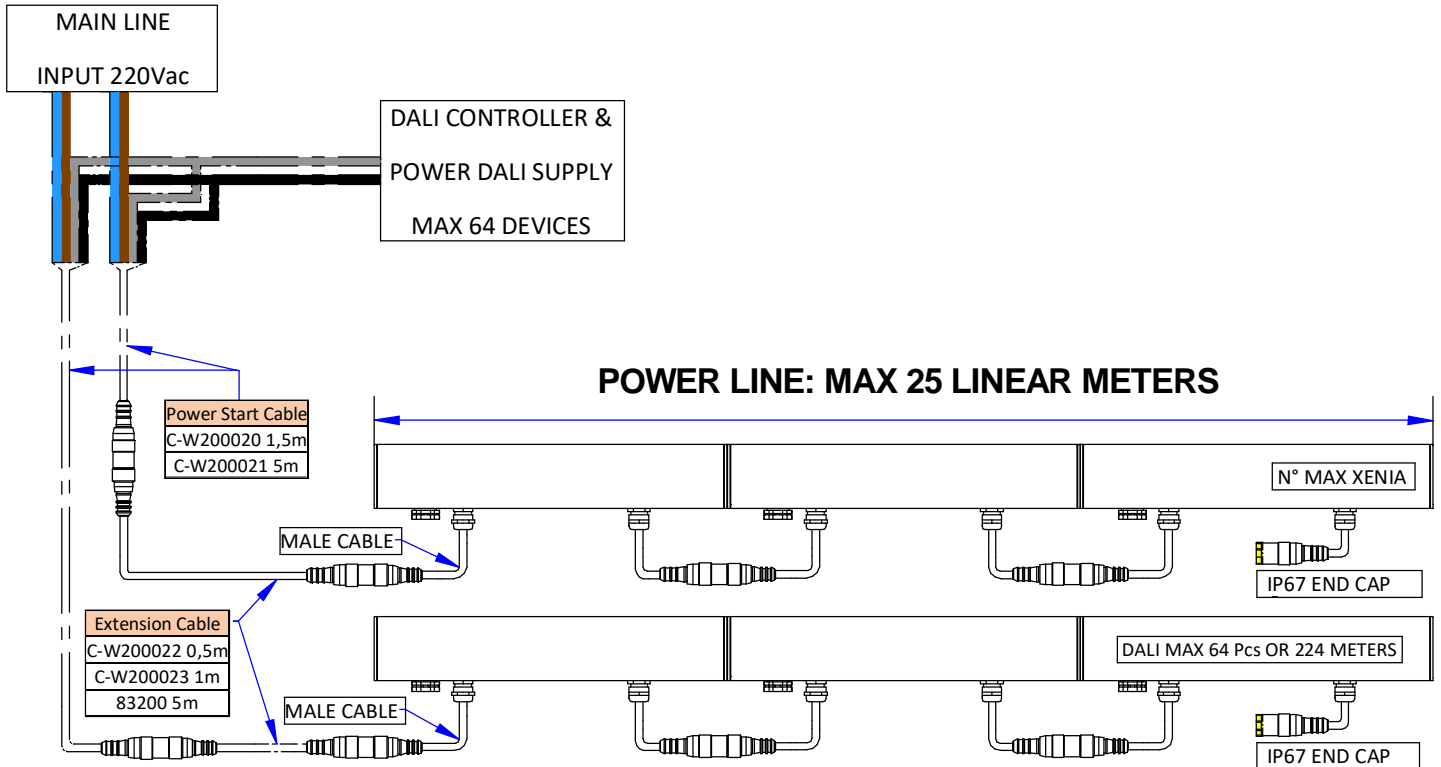 MAIN LINE
INPUT 220Vac
DALI CONTROLLER &
POWER DALI SUPPLY
MAX 64 DEVICES
POWER LINE: MAX 25 LINEAR METERS
Power Start Cable
C-W200020 1,5m
C-W200021 5m
N° MAX XENIA
MALE CABLE
IP67 END CAP
Extension Cable
C-W200022 0,5m
C-W200023 1m
83200 5m
DALI MAX 64 Pcs OR 224 METERS
MALE CABLE
IP67 END CAP